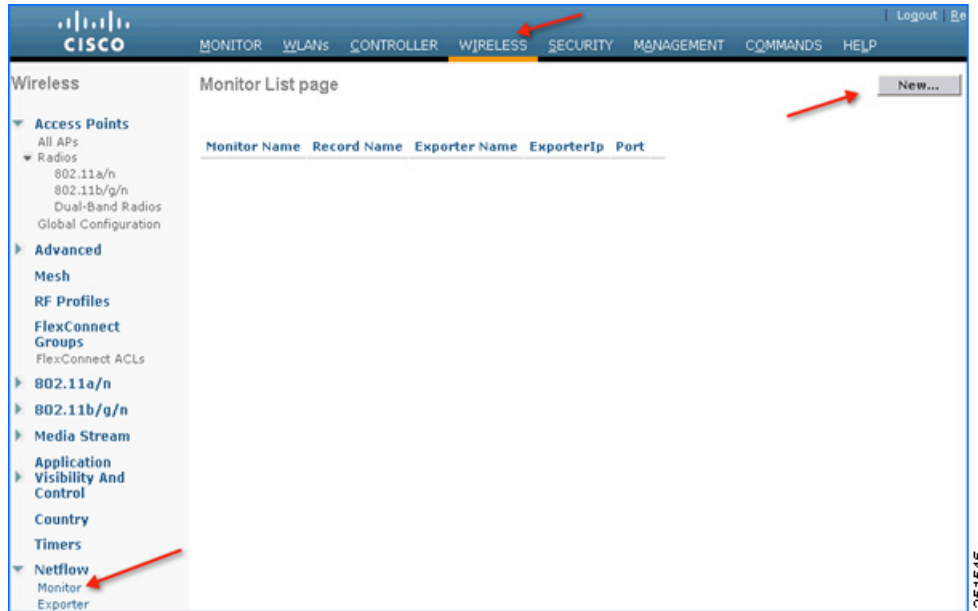 Logout | Re
CISCO
MONITOR WLANs CONTROLLER WIRELESS SECURITY MANAGEMENT COMMANDS HELP
Wireless
Access Points
All APs
Radios
802.11a/n
802.11b/g/n
Dual-Band Radios
Global Configuration
Advanced
Mesh
RF Profiles
FlexConnect
Groups
FlexConnect ACLs
802.11a/n
802.11b/g/n
Media Stream
Application
Visibility And
Control
Country
Timers
Netflow
Monitor
Exporter
Monitor List page
New...
Monitor Name Record Name Exporter Name ExporterIp Port